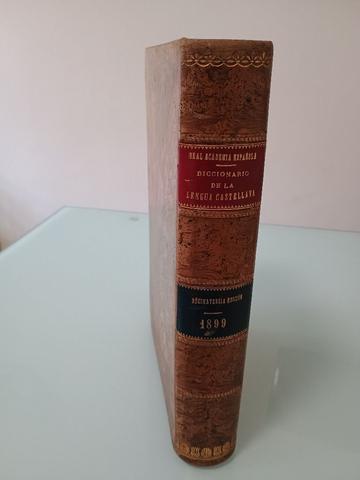 REAL ACADEMIA ESPAÑOLA
DICCIONARIO
DE LA
LENGUA CASTELLANA
DÉCIMATERCIA EDICIÓN
1899